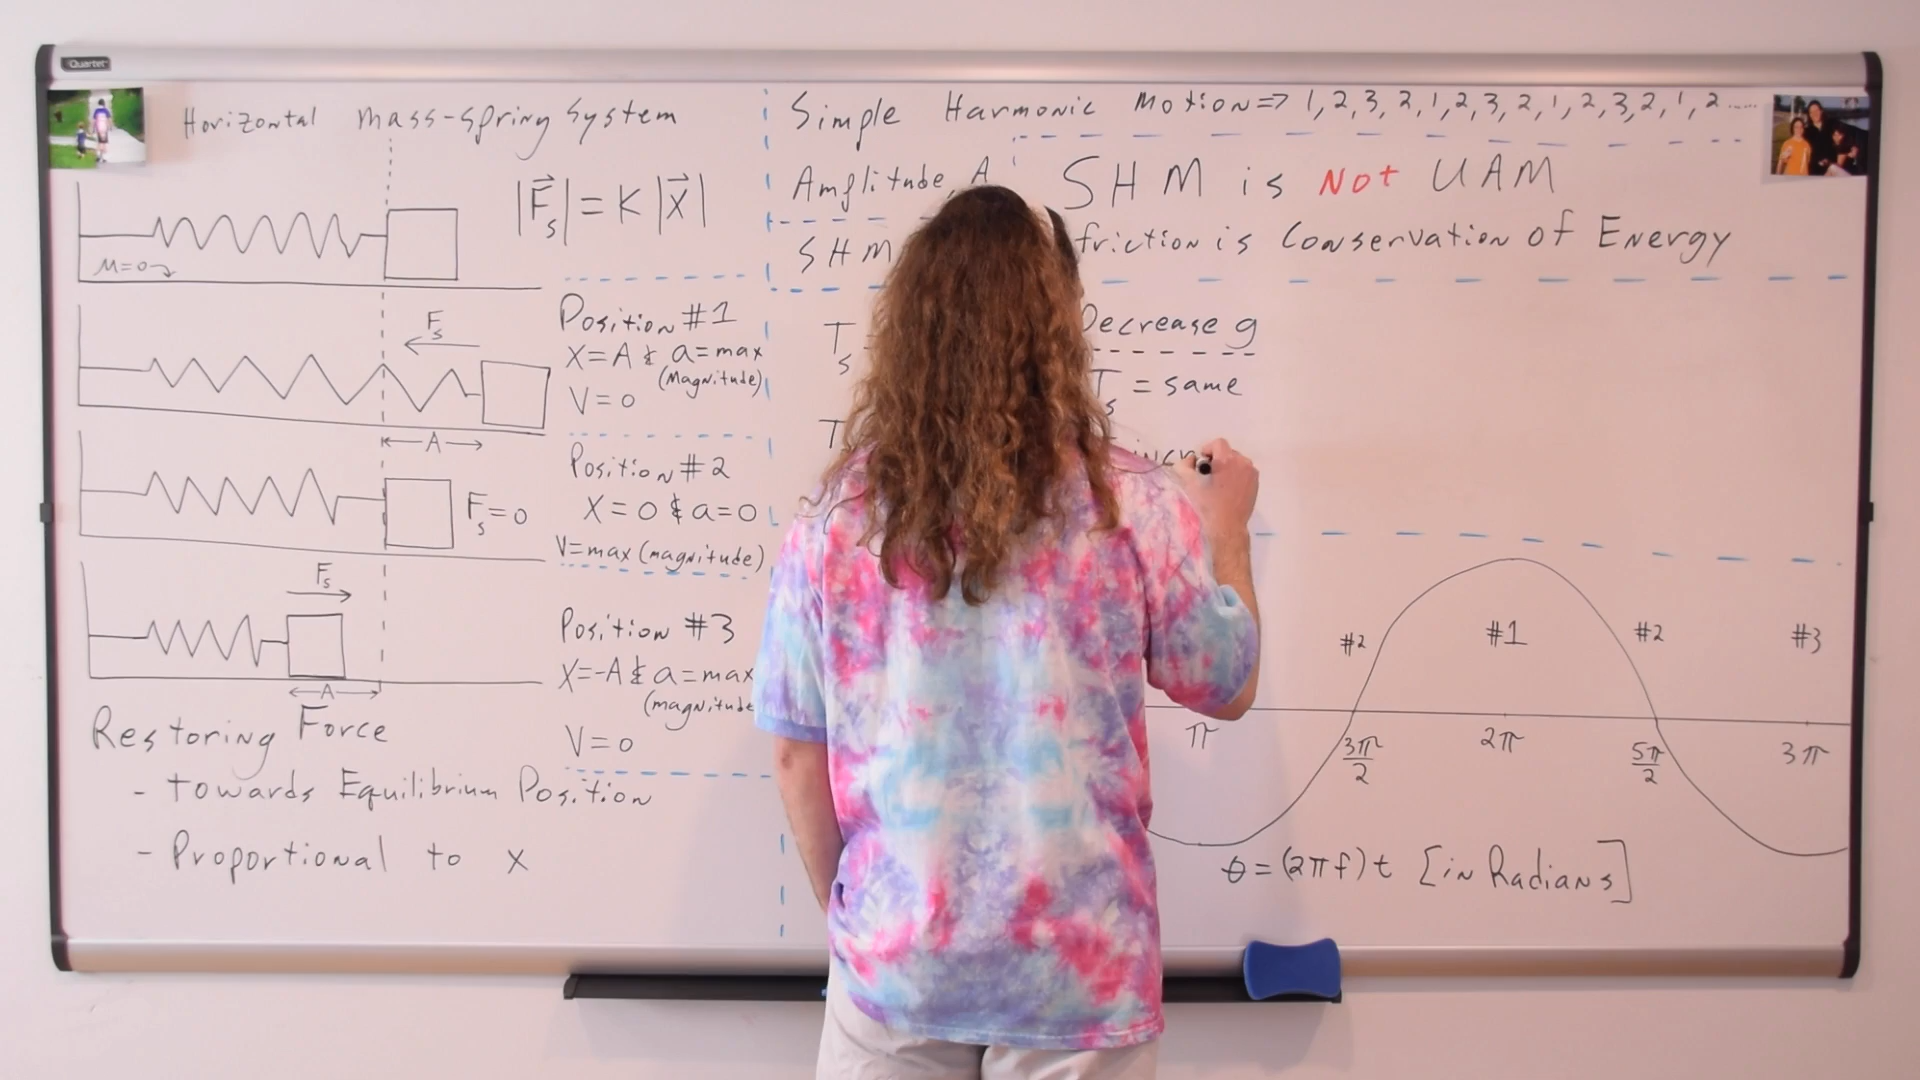 Quartet
Horizontal mass-spring System
|F⃗s| = K |x⃗|
μ=0
Fs
A
Fs=0
Fs
A
Restoring Force
- towards Equilibrium Position
- Proportional to x
Position #1
X=A & a=max
(Magnitude)
V=0
Position #2
X=0 & a=0
V=max (magnitude)
Position #3
X=-A & a=max
(magnitude
V=0
Simple Harmonic Motion => 1,2,3,2,1,2,3,2,1,2,3,2,1,2.....
Amplitude, A
SHM is Not UAM
SHM
friction is Conservation of Energy
Ts
T
Decrease g
Ts = same
incr
#2
#1
#2
#3
π
3π/2
2π
5π/2
3π
θ=(2πf)t [in Radians]